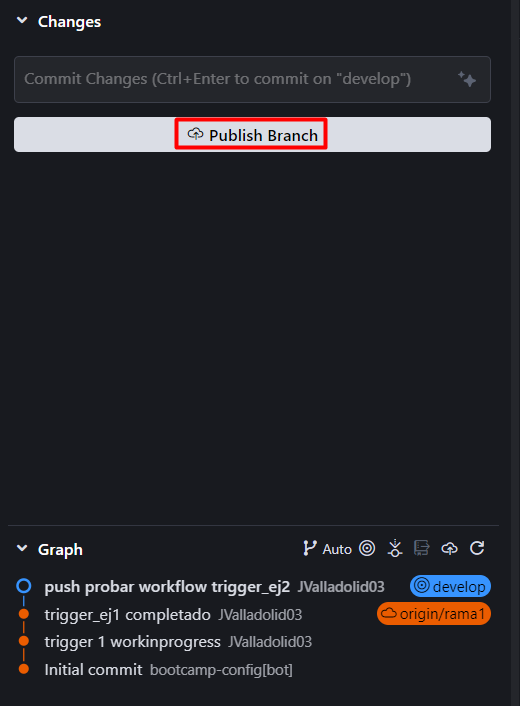 Changes
Commit Changes (Ctrl+Enter to commit on "develop")
Publish Branch
Graph Auto
push probar workflow trigger_ej2 JValladolid03 develop
trigger_ej1 completado JValladolid03 origin/rama1
trigger 1 workinprogress JValladolid03
Initial commit bootcamp-config[bot]